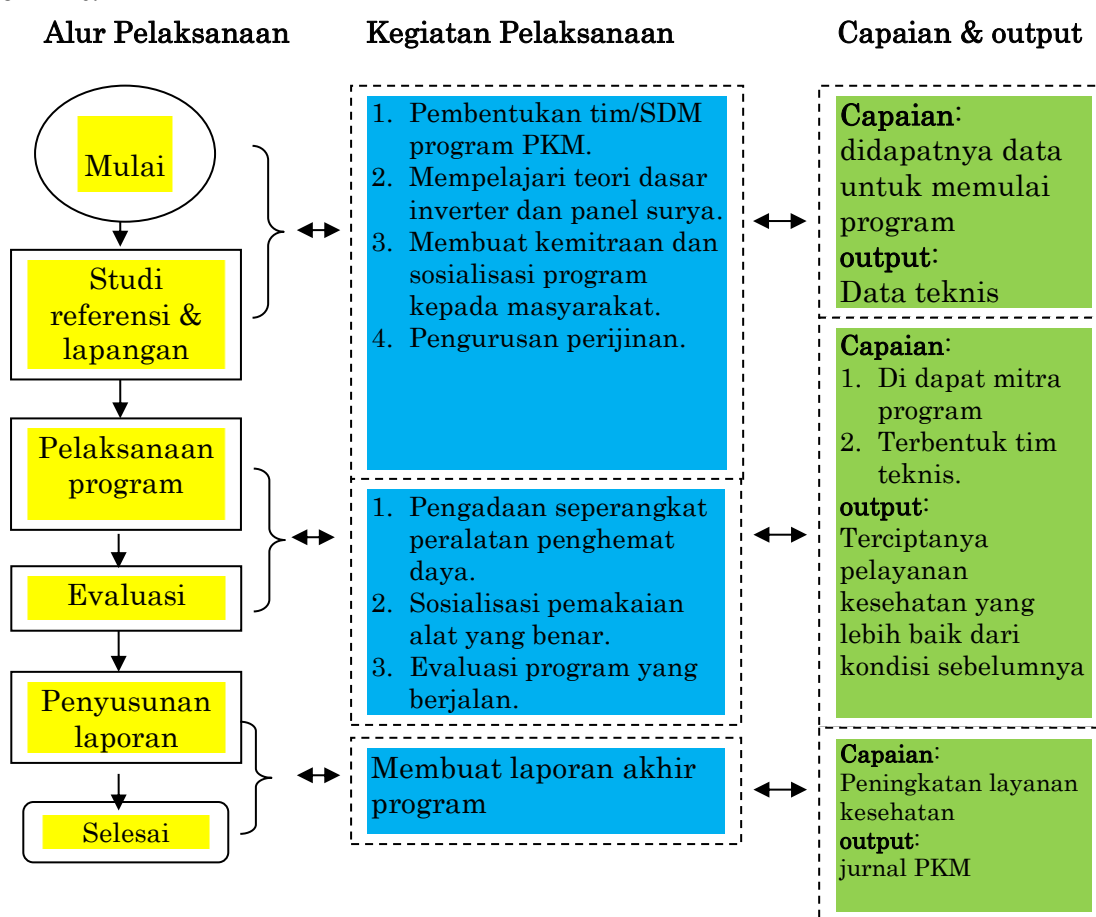 Alur Pelaksanaan
Kegiatan Pelaksanaan
Capaian & output
Mulai
Studi
referensi &
lapangan
Pelaksanaan
program
Evaluasi
Penyusunan
laporan
Selesai
1. Pembentukan tim/SDM
program PKM.
2. Mempelajari teori dasar
inverter dan panel surya.
3. Membuat kemitraan dan
sosialisasi program
kepada masyarakat.
4. Pengurusan perijinan.
1. Pengadaan seperangkat
peralatan penghemat
daya.
2. Sosialisasi pemakaian
alat yang benar.
3. Evaluasi program yang
berjalan.
Membuat laporan akhir
program
Capaian:
didapatnya data
untuk memulai
program
output:
Data teknis
Capaian:
1. Di dapat mitra
program
2. Terbentuk tim
teknis.
output:
Terciptanya
pelayanan
kesehatan yang
lebih baik dari
kondisi sebelumnya
Capaian:
Peningkatan layanan
kesehatan
output:
jurnal PKM